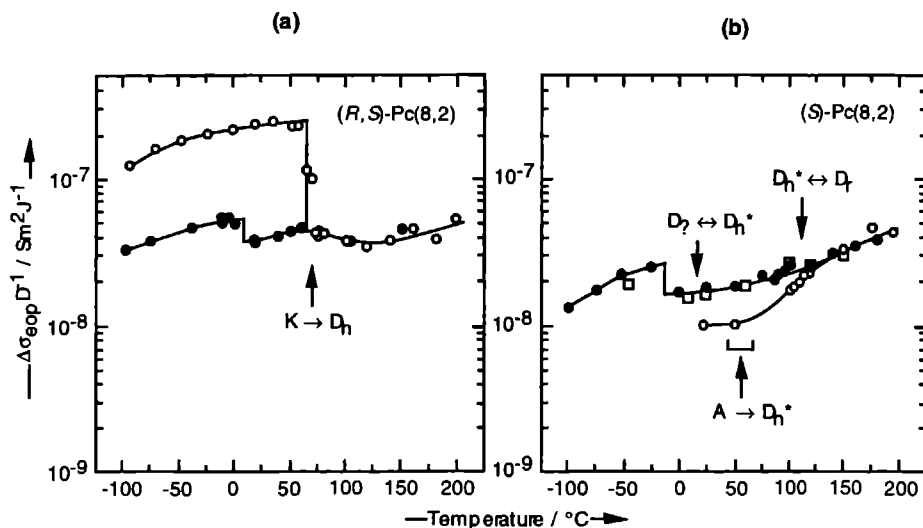 (a)
(b)
Δσeop D⁻¹ / Sm²J⁻¹
10⁻⁷
10⁻⁸
10⁻⁹
(R,S)-Pc(8,2)
K → Dh
-100 -50 0 50 100 150 200
10⁻⁷
10⁻⁸
10⁻⁹
(S)-Pc(8,2)
Dh* ↔ Dr
D? ↔ Dh*
A → Dh*
-100 -50 0 50 100 150 200
Temperature / °C